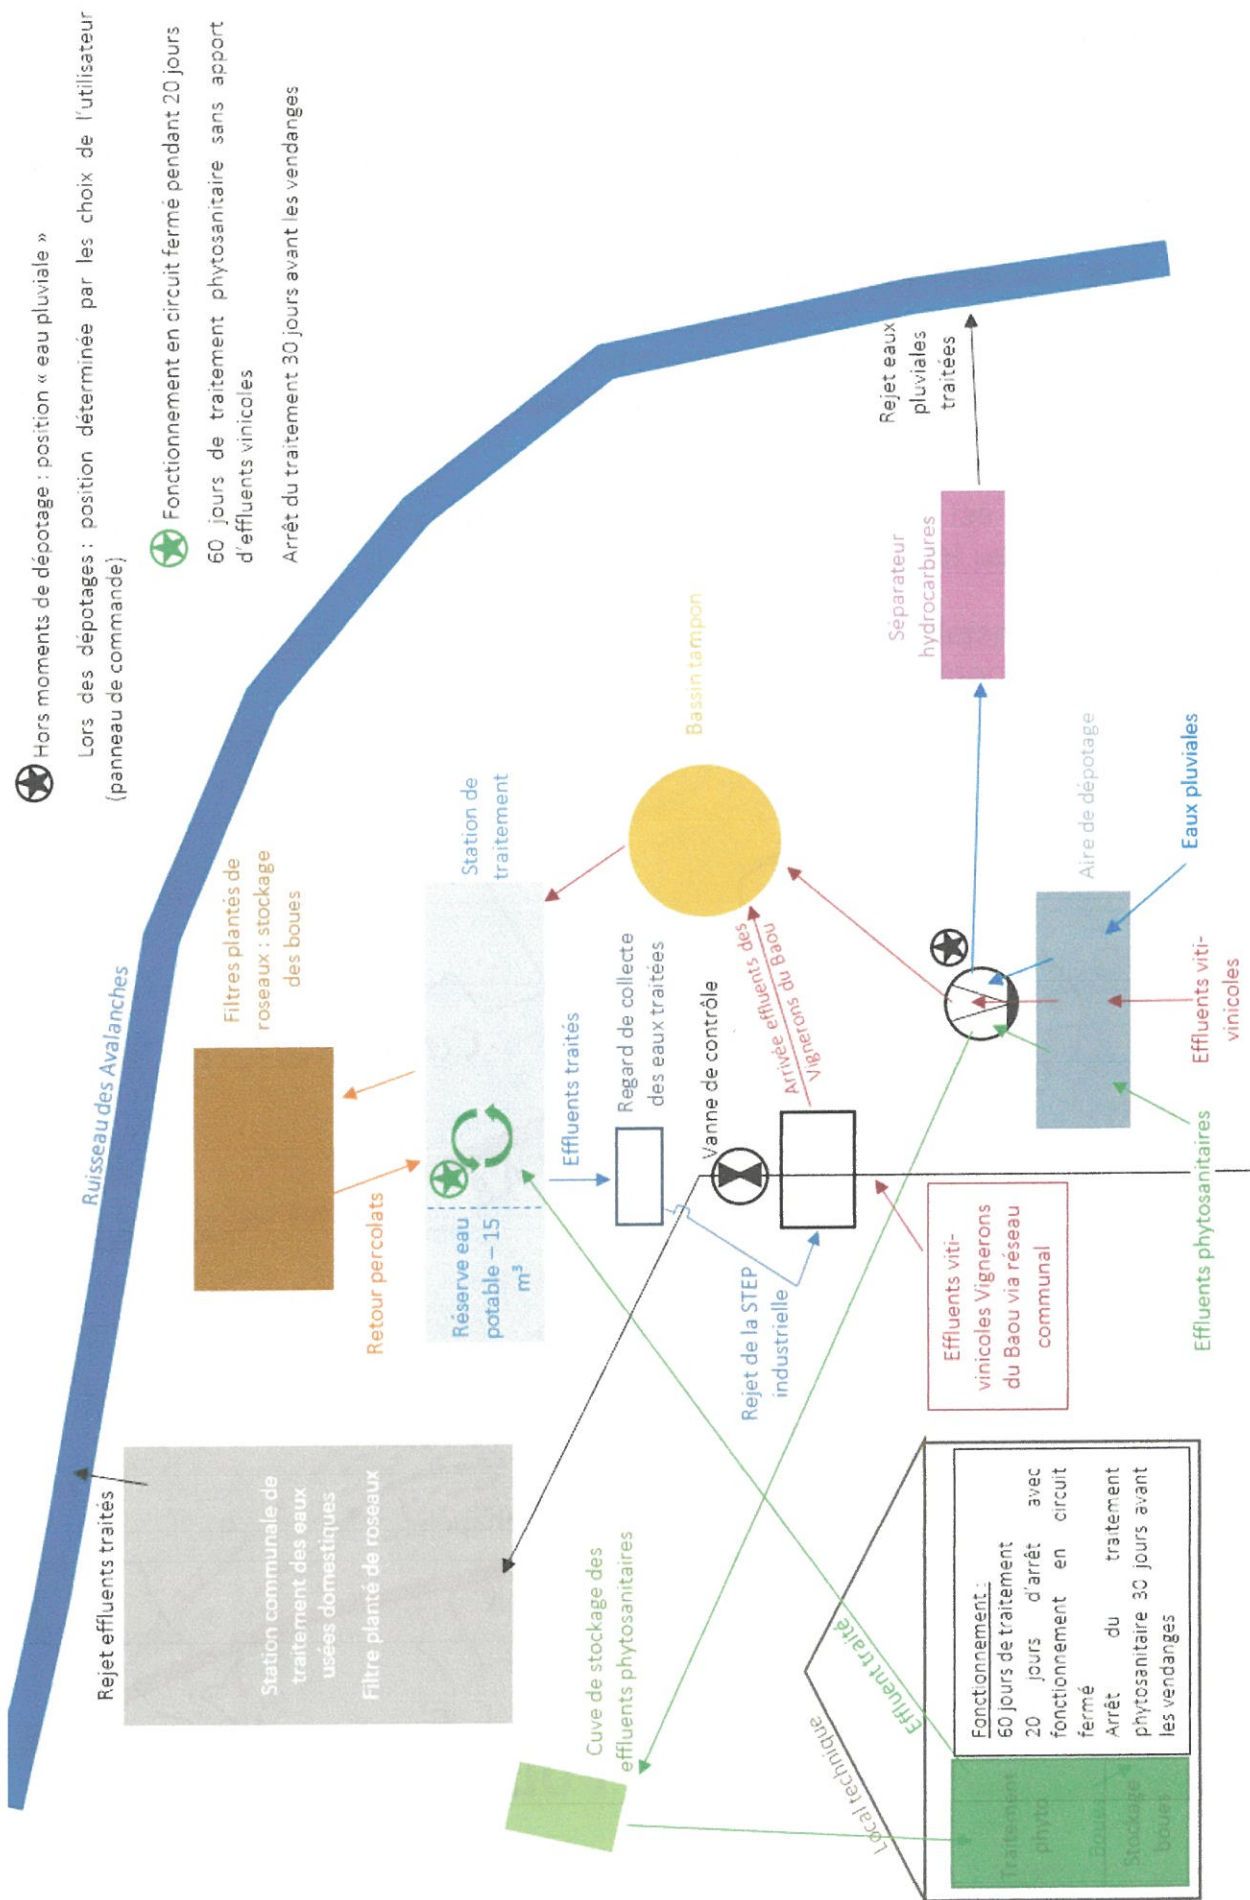 Hors moments de dépotage : position « eau pluviale »
Lors des dépotages : position déterminée par les choix de l'utilisateur
(panneau de commande)
Fonctionnement en circuit fermé pendant 20 jours
60 jours de traitement phytosanitaire sans apport
d'effluents vinicoles
Arrêt du traitement 30 jours avant les vendanges
Ruisseau des Avalanches
Rejet effluents traités
Station communale de
traitement des eaux
usées domestiques
Filtre planté de roseaux
Filtres plantés de
roseaux : stockage
des boues
Retour percolats
Station de
traitement
Réserve eau
potable – 15
m³
Effluents traités
Regard de collecte
des eaux traitées
Bassin tampon
Vanne de contrôle
Arrivée effluents des
Vignerons du Baou
Rejet de la STEP
industrielle
Cuve de stockage des
effluents phytosanitaires
Rejet eaux
pluviales
traitées
Séparateur
hydrocarbures
Aire de dépotage
Eaux pluviales
Effluents viti-
vinicoles
Effluents phytosanitaires
Effluents viti-
vinicoles Vignerons
du Baou via réseau
communal
Local technique
Effluent traité
Fonctionnement :
60 jours de traitement
20 jours d'arrêt avec
fonctionnement en circuit
fermé
Arrêt du traitement
phytosanitaire 30 jours avant
les vendanges
Traitement
phyto
Boues
Stockage
boues